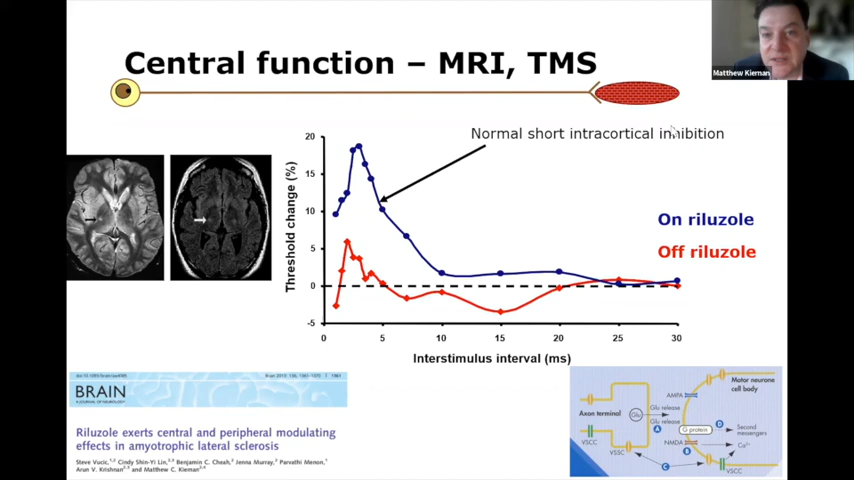 Central function – MRI, TMS
Matthew Kiernan
Normal short intracortical inhibition
On riluzole
Off riluzole
Threshold change (%)
20
15
10
5
0
-5
0
5
10
15
20
25
30
Interstimulus interval (ms)
BRAIN
A JOURNAL OF NEUROLOGY
Riluzole exerts central and peripheral modulating
effects in amyotrophic lateral sclerosis
Steve Vucic, Cindy Shin-Yi Lin, Benjamin C. Cheah, Jenna Murray, Parvathi Menon,
Arun V. Krishnan and Matthew C. Kiernan
Motor neurone
cell body
AMPA
Axon terminal
Glu
Glu release
Glu release
A
G protein
D
Second
messengers
NMDA
B
Ca²⁺
VSCC
VSSC
C
VSCC